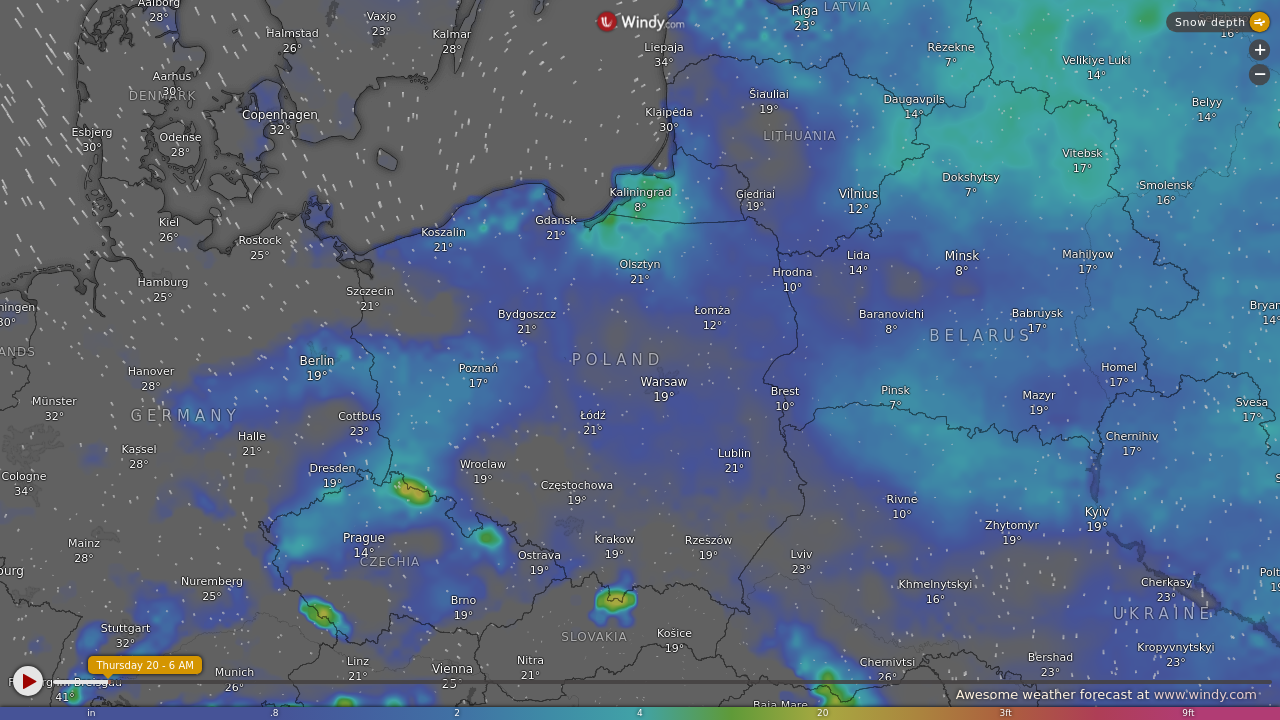 Aalborg
28°
Vaxjo
23°
Halmstad
26°
Kalmar
28°
Windy.com
Liepaja
34°
Riga
23°
LATVIA
Rēzekne
7°
Velikiye Luki
14°
Snow depth
16°
+
−
Aarhus
30°
DENMARK
Copenhagen
32°
Esbjerg
30°
Odense
28°
Klaipėda
30°
Šiauliai
19°
LITHUANIA
Daugavpils
14°
Belyy
14°
Vitebsk
17°
Dokshytsy
7°
Smolensk
16°
Kaliningrad
8°
Giedriai
19°
Vilnius
12°
Kiel
26°
Rostock
25°
Koszalin
21°
Gdansk
21°
Olsztyn
21°
Hrodna
10°
Lida
14°
Minsk
8°
Mahilyow
17°
Hamburg
25°
Szczecin
21°
Bydgoszcz
21°
Łomża
12°
Baranovichi
8°
Babruysk
17°
BELARUS
ningen
30°
ANDS
Bryan
14°
Hanover
28°
Berlin
19°
Poznań
17°
POLAND
Warsaw
19°
Brest
10°
Pinsk
7°
Mazyr
19°
Homel
17°
Svesa
17°
Münster
32°
GERMANY
Cottbus
23°
Łódź
21°
Chernihiv
17°
Kassel
28°
Halle
21°
Cologne
34°
Dresden
19°
Wroclaw
19°
Częstochowa
19°
Lublin
21°
Rivne
10°
Zhytomyr
19°
Kyiv
19°
S
Mainz
28°
Prague
14°
CZECHIA
Ostrava
19°
Krakow
19°
Rzeszów
19°
Lviv
23°
burg
Nuremberg
25°
Brno
19°
Khmelnytskyi
16°
Cherkasy
23°
Polt
19
UKRAINE
Stuttgart
32°
SLOVAKIA
Košice
19°
Kropyvnytskyi
23°
Thursday 20 - 6 AM
Munich
26°
Linz
21°
Vienna
25°
Nitra
21°
Chernivtsi
26°
Bershad
23°
41°
Baia Mare
Awesome weather forecast at www.windy.com
in .8 2 4 20 3ft 9ft